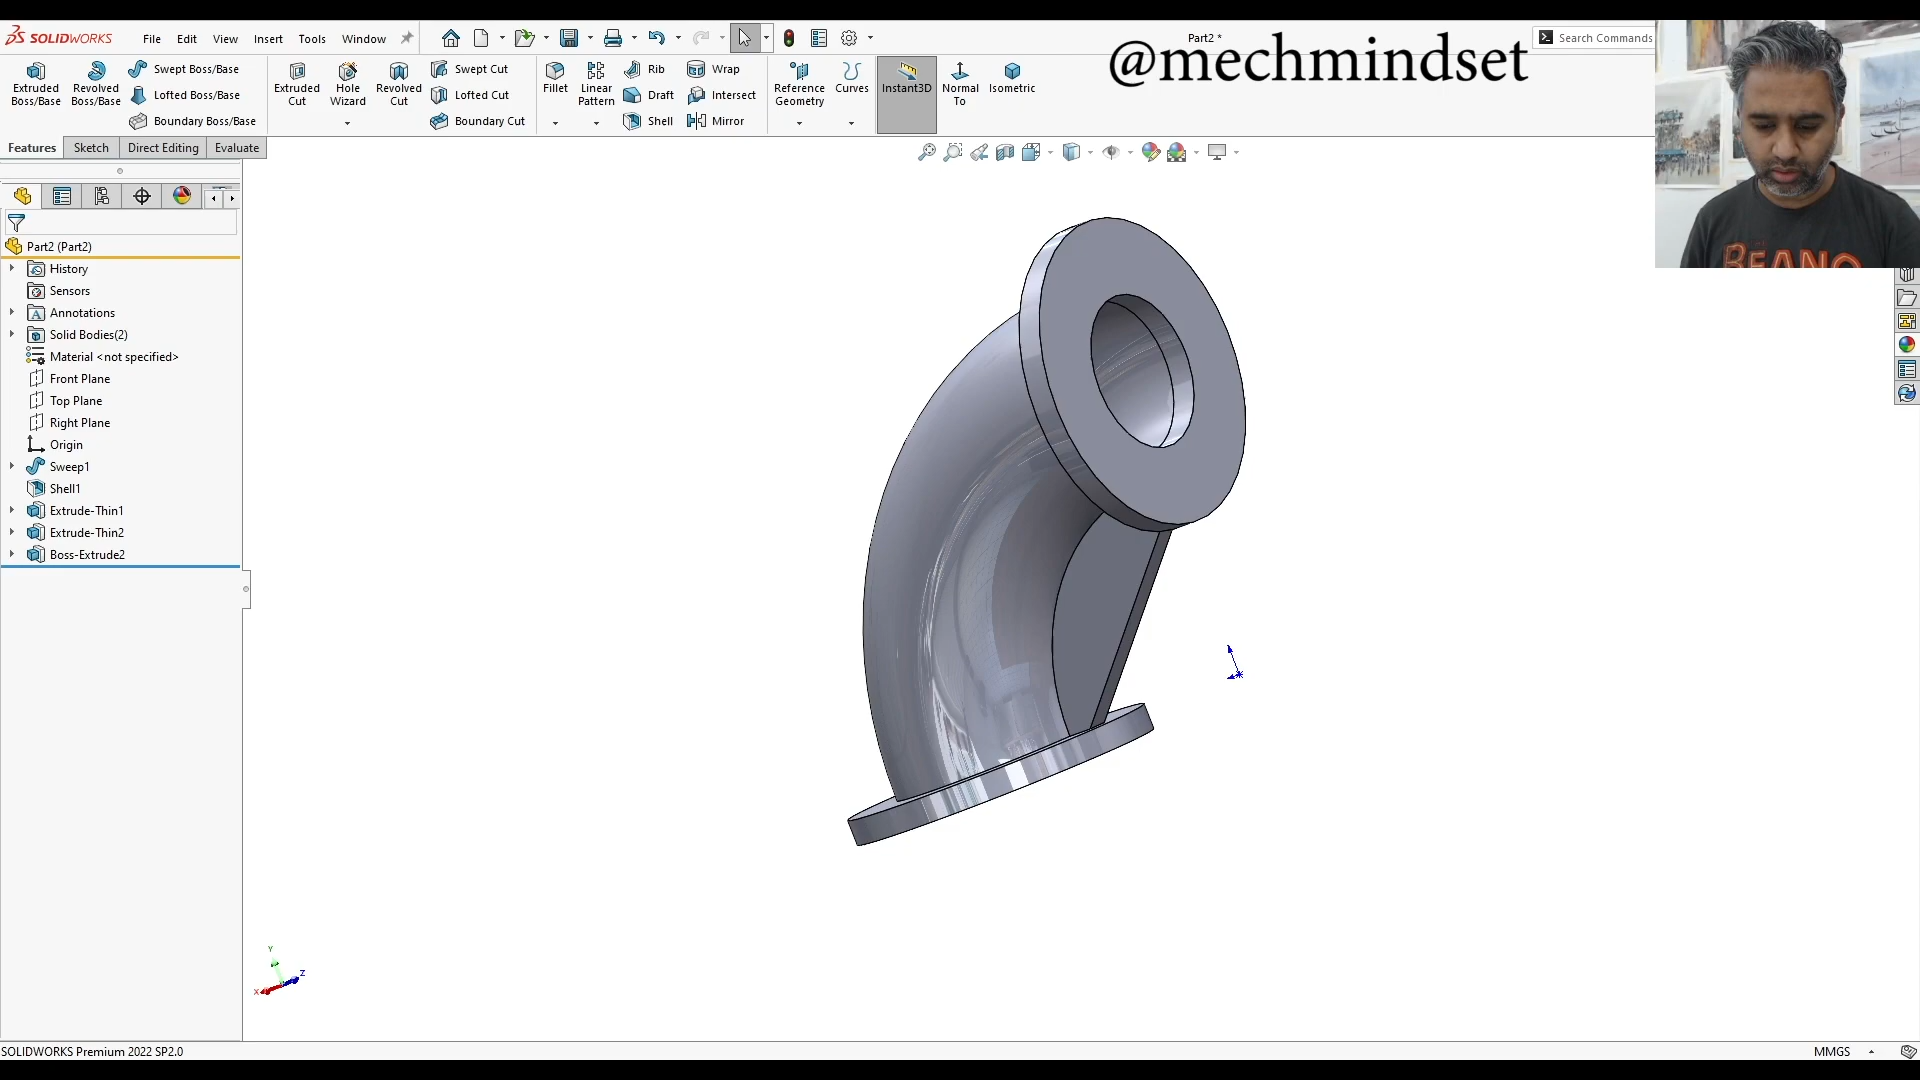 SOLIDWORKS File Edit View Insert Tools Window Part2 * Search Commands
@mechmindset
Extruded Boss/Base
Revolved Boss/Base
Swept Boss/Base
Lofted Boss/Base
Boundary Boss/Base
Extruded Cut
Hole Wizard
Revolved Cut
Swept Cut
Lofted Cut
Boundary Cut
Fillet
Linear Pattern
Rib
Draft
Shell
Wrap
Intersect
Mirror
Reference Geometry
Curves
Instant3D
Normal To
Isometric
Features Sketch Direct Editing Evaluate
Part2 (Part2)
History
Sensors
A Annotations
Solid Bodies(2)
Material <not specified>
Front Plane
Top Plane
Right Plane
Origin
Sweep1
Shell1
Extrude-Thin1
Extrude-Thin2
Boss-Extrude2
Y
Z
X
SOLIDWORKS Premium 2022 SP2.0 MMGS